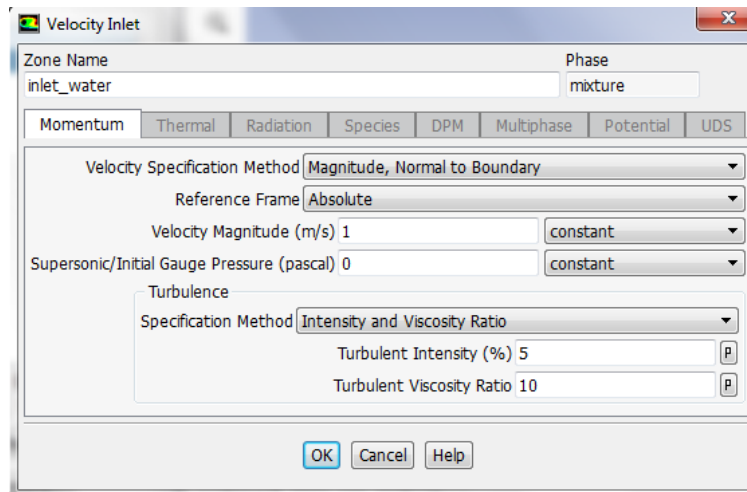 Velocity Inlet
Zone Name Phase
inlet_water mixture
Momentum Thermal Radiation Species DPM Multiphase Potential UDS
Velocity Specification Method Magnitude, Normal to Boundary
Reference Frame Absolute
Velocity Magnitude (m/s) 1 constant
Supersonic/Initial Gauge Pressure (pascal) 0 constant
Turbulence
Specification Method Intensity and Viscosity Ratio
Turbulent Intensity (%) 5 P
Turbulent Viscosity Ratio 10 P
OK Cancel Help